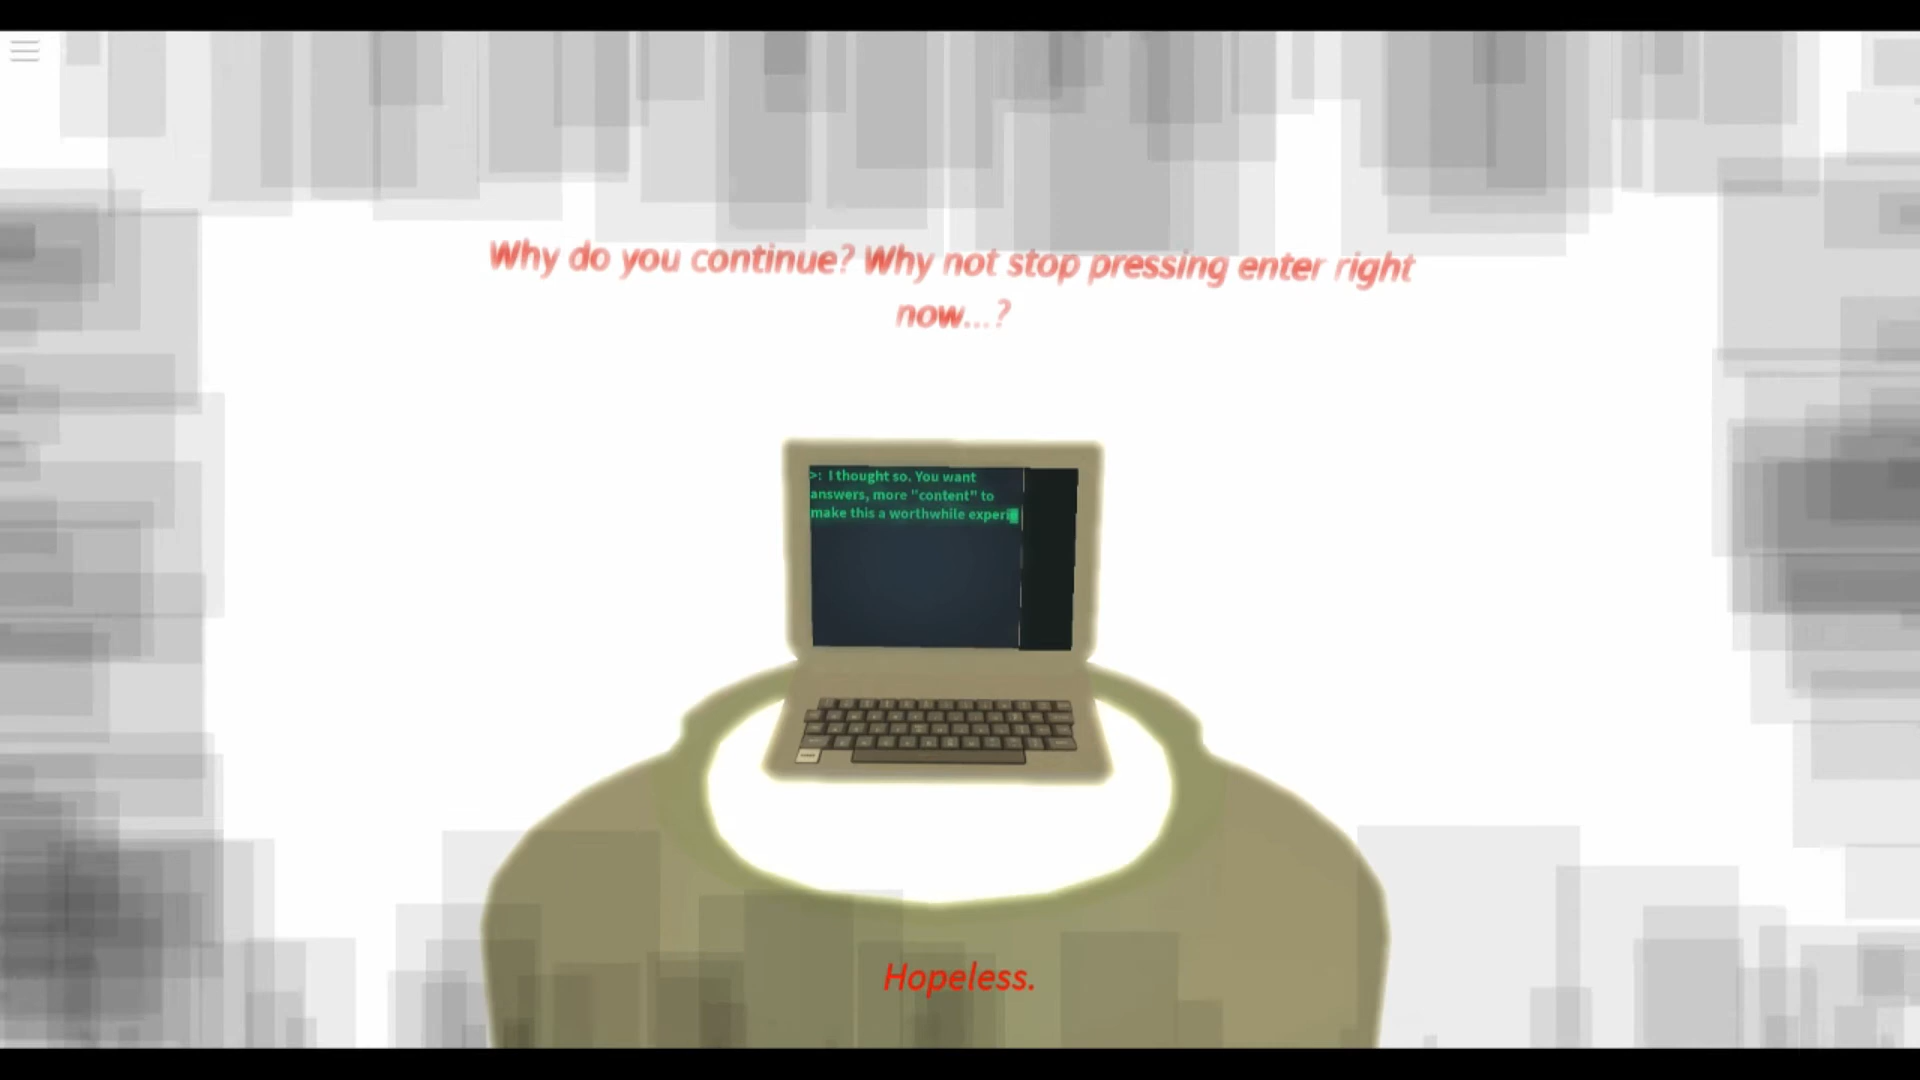 Why do you continue? Why not stop pressing enter right
now...?
>: I thought so. You want
answers, more "content" to
make this a worthwhile experie
Hopeless.